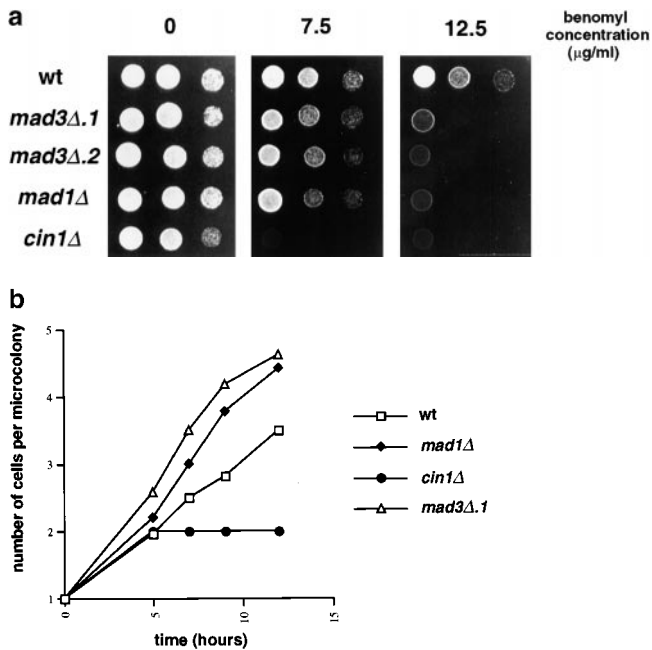 a
0 7.5 12.5 benomyl
concentration
(μg/ml)
wt
mad3Δ.1
mad3Δ.2
mad1Δ
cin1Δ
b
5
4
3
2
1
0 5 10 15
number of cells per microcolony
time (hours)
wt
mad1Δ
cin1Δ
mad3Δ.1